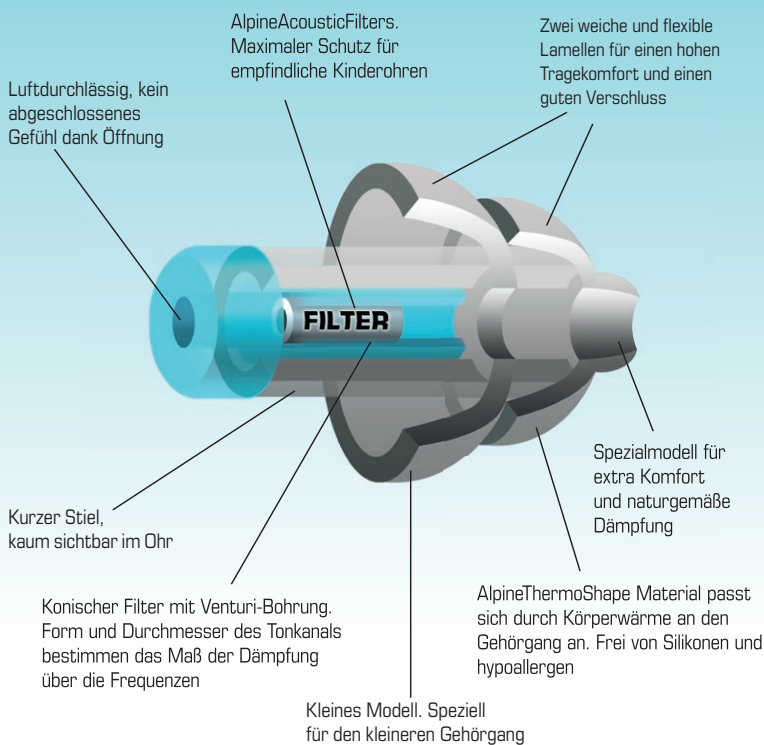 AlpineAcousticFilters.
Maximaler Schutz für
empfindliche Kinderohren
Zwei weiche und flexible
Lamellen für einen hohen
Tragekomfort und einen
guten Verschluss
Luftdurchlässig, kein
abgeschlossenes
Gefühl dank Öffnung
FILTER
Spezialmodell für
extra Komfort
und naturgemäße
Dämpfung
Kurzer Stiel,
kaum sichtbar im Ohr
Konischer Filter mit Venturi-Bohrung.
Form und Durchmesser des Tonkanals
bestimmen das Maß der Dämpfung
über die Frequenzen
AlpineThermoShape Material passt
sich durch Körperwärme an den
Gehörgang an. Frei von Silikonen und
hypoallergen
Kleines Modell. Speziell
für den kleineren Gehörgang